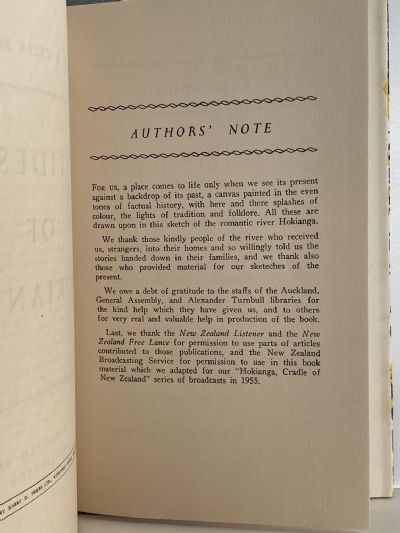 AUTHORS' NOTE
FOR US, a place comes to life only when we see its present
against a backdrop of its past, a canvas painted in the even
tones of factual history, with here and there splashes of
colour, the lights of tradition and folklore. All these are
drawn upon in this sketch of the romantic river Hokianga.
We thank those kindly people of the river who received
us, strangers, into their homes and so willingly told us the
stories handed down in their families, and we thank also
those who provided material for our sketches of the
present.
We owe a debt of gratitude to the staffs of the Auckland,
General Assembly, and Alexander Turnbull libraries for
the kind help which they have given us, and to others
for very real and valuable help in production of the book.
Last, we thank the New Zealand Listener and the New
Zealand Free Lance for permission to use parts of articles
contributed to those publications, and the New Zealand
Broadcasting Service for permission to use in this book
material which we adapted for our "Hokianga, Cradle of
New Zealand" series of broadcasts in 1955.